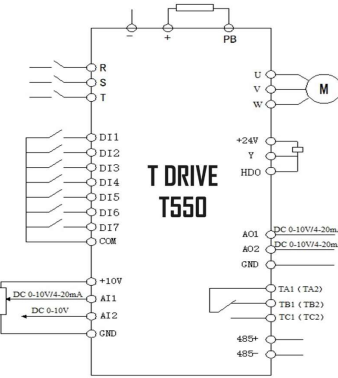 − + PB
R
S
T
U
V
W
M
DI1
DI2
DI3
DI4
DI5
DI6
DI7
COM
T DRIVE
T550
+24V
Y
HDO
AO1 DC 0-10V/4-20m
AO2 DC 0-10V/4-20m
GND
+10V
DC 0-10V/4-20mA AI1
DC 0-10V AI2
GND
TA1 (TA2)
TB1 (TB2)
TC1 (TC2)
485+
485−